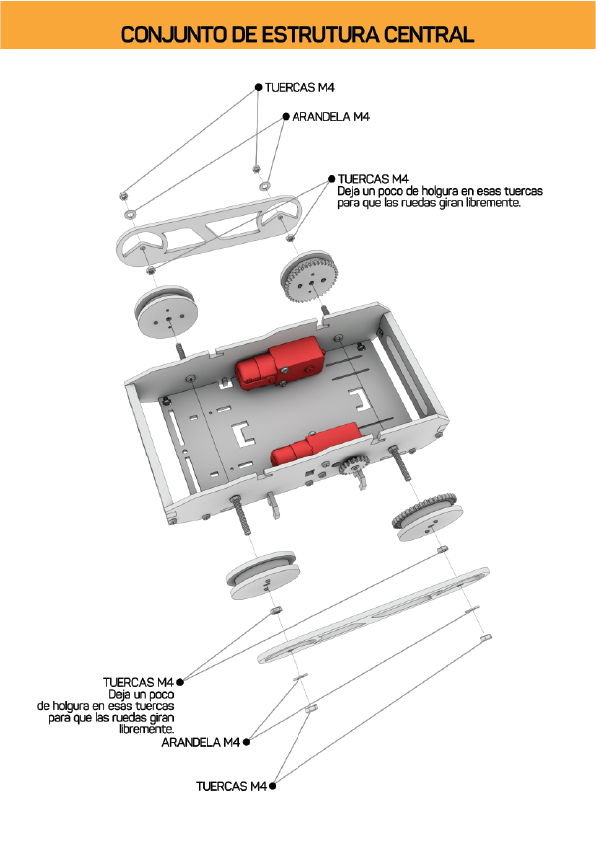 CONJUNTO DE ESTRUTURA CENTRAL
TUERCAS M4
ARANDELA M4
TUERCAS M4
Deja un poco de holgura en esas tuercas
para que las ruedas giran libremente.
TUERCAS M4
Deja un poco
de holgura en esas tuercas
para que las ruedas giran
libremente.
ARANDELA M4
TUERCAS M4